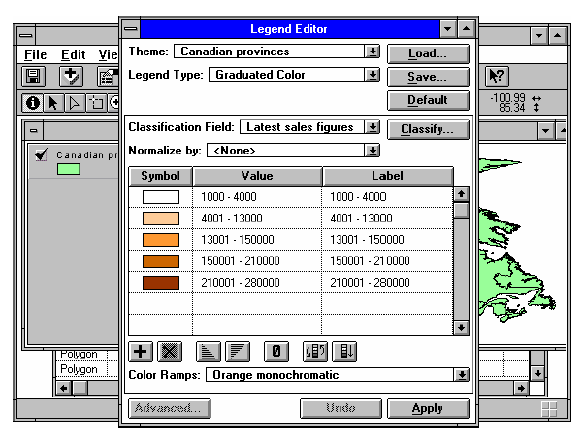 Legend Editor
File Edit Vie
Theme: Canadian provinces
Load...
Legend Type: Graduated Color
Save...
Default
-100.99
85.34
Classification Field: Latest sales figures
Classify...
Normalize by: <None>
Canadian pr
Symbol Value Label
1000 - 4000 1000 - 4000
4001 - 13000 4001 - 13000
13001 - 150000 13001 - 150000
150001 - 210000 150001 - 210000
210001 - 280000 210001 - 280000
Polygon
Polygon
Color Ramps: Orange monochromatic
Advanced... Undo Apply